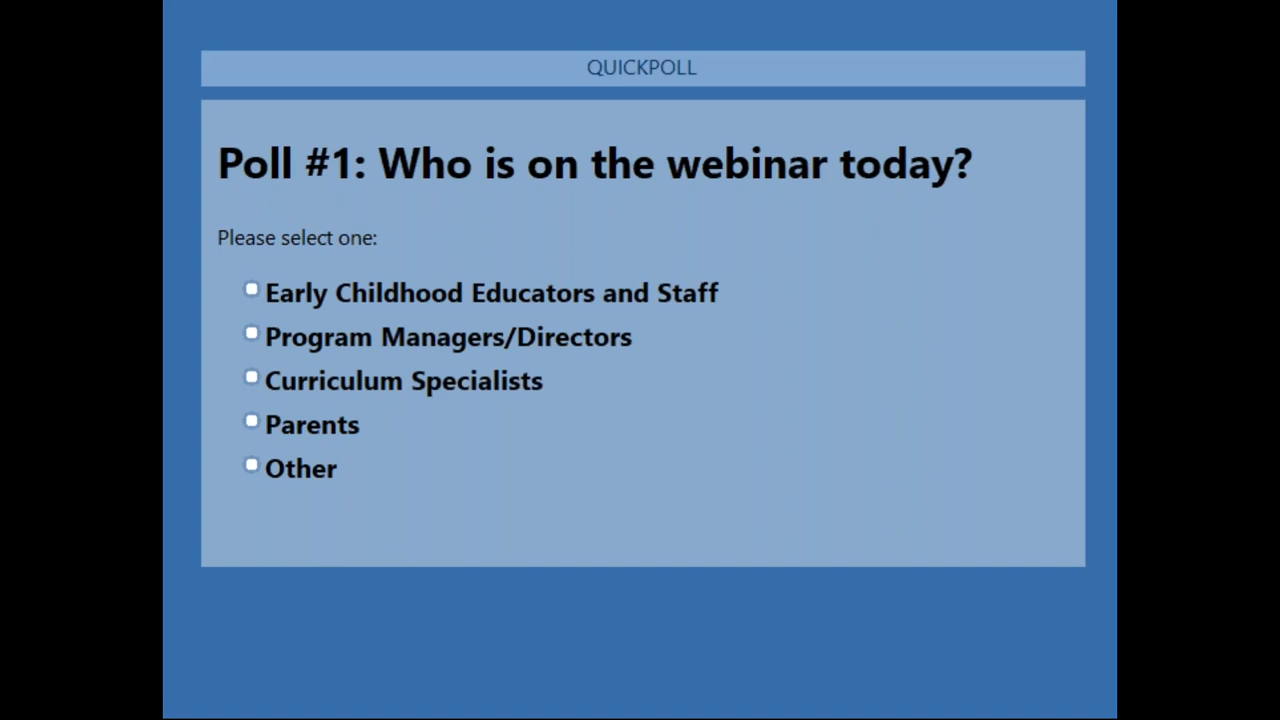 QUICKPOLL
Poll #1: Who is on the webinar today?
Please select one:
Early Childhood Educators and Staff
Program Managers/Directors
Curriculum Specialists
Parents
Other